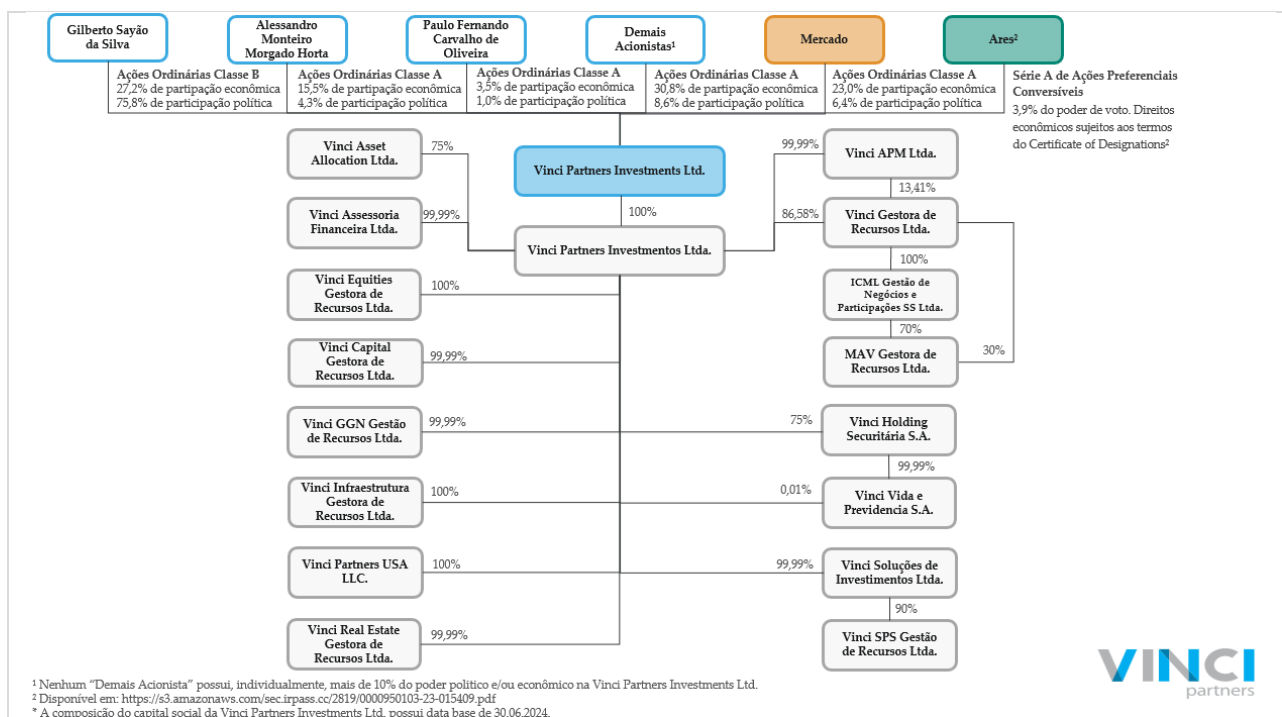 Gilberto Sayão
da Silva
Alessandro
Monteiro
Morgado Horta
Paulo Fernando
Carvalho de
Oliveira
Demais
Acionistas¹
Mercado
Ares²
Ações Ordinárias Classe B
27,2% de partipação econômica
75,8% de participação política
Ações Ordinárias Classe A
15,5% de partipação econômica
4,3% de participação política
Ações Ordinárias Classe A
3,5% de partipação econômica
1,0% de participação política
Ações Ordinárias Classe A
30,8% de partipação econômica
8,6% de participação política
Ações Ordinárias Classe A
23,0% de partipação econômica
6,4% de participação política
Série A de Ações Preferenciais
Conversíveis
3,9% do poder de voto. Direitos
econômicos sujeitos aos termos
do Certificate of Designations²
Vinci Asset
Allocation Ltda.
75%
Vinci Partners Investments Ltd.
99,99%
Vinci APM Ltda.
13,41%
Vinci Assessoria
Financeira Ltda.
99,99%
100%
Vinci Partners Investimentos Ltda.
86,58%
Vinci Gestora de
Recursos Ltda.
100%
Vinci Equities
Gestora de
Recursos Ltda.
100%
ICML Gestão de
Negócios e
Participações SS Ltda.
70%
Vinci Capital
Gestora de
Recursos Ltda.
99,99%
MAV Gestora de
Recursos Ltda.
30%
Vinci GGN Gestão
de Recursos Ltda.
99,99%
75%
Vinci Holding
Securitária S.A.
99,99%
Vinci Infraestrutura
Gestora de
Recursos Ltda.
100%
0,01%
Vinci Vida e
Previdencia S.A.
Vinci Partners USA
LLC.
100%
99,99%
Vinci Soluções de
Investimentos Ltda.
90%
Vinci Real Estate
Gestora de
Recursos Ltda.
99,99%
Vinci SPS Gestão
de Recursos Ltda.
VINCI
partners
¹ Nenhum “Demais Acionista” possui, individualmente, mais de 10% do poder político e/ou econômico na Vinci Partners Investments Ltd.
² Disponível em: https://s3.amazonaws.com/sec.irpass.cc/2819/0000950103-23-015409.pdf
* A composição do capital social da Vinci Partners Investments Ltd. possui data base de 30.06.2024.